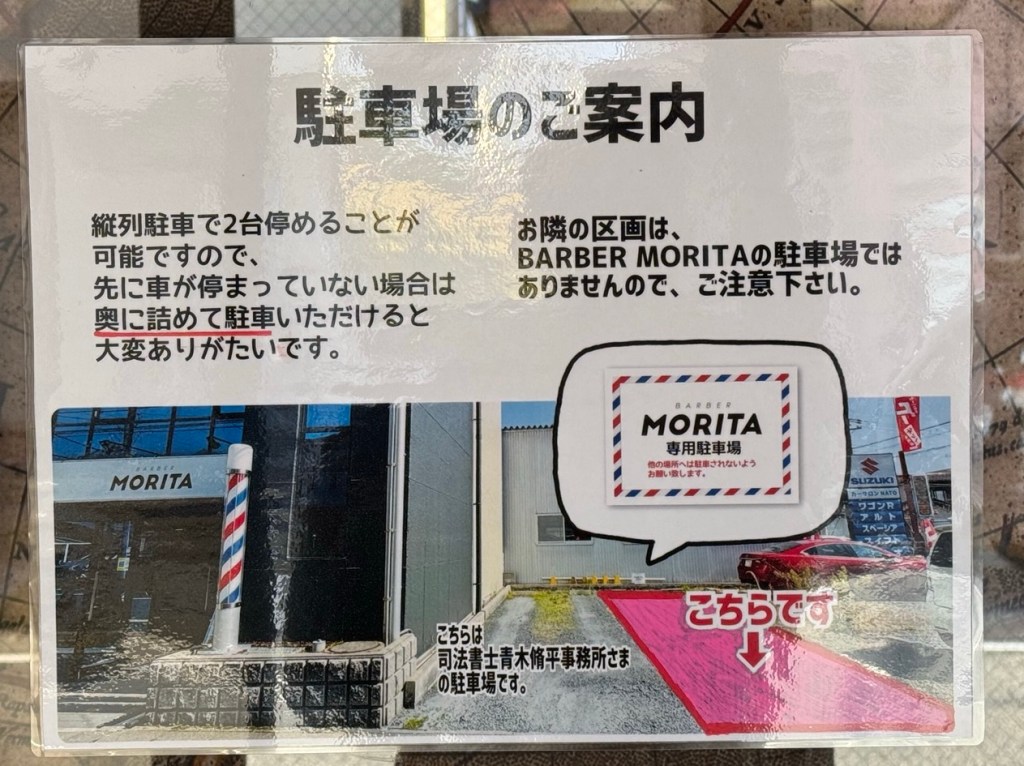 駐車場のご案内
縦列駐車で2台停めることが
可能ですので、
先に車が停まっていない場合は
奥に詰めて駐車いただけると
大変ありがたいです。
お隣の区画は、
BARBER MORITAの駐車場では
ありませんので、ご注意下さい。
BARBER
MORITA
専用駐車場
他の場所へは駐車されないよう
お願い致します。
BARBER
MORITA
SUZUKI
ワゴンR
アルト
スペーシア
スイフト
こちらです
こちらは
司法書士青木脩平事務所さま
の駐車場です。